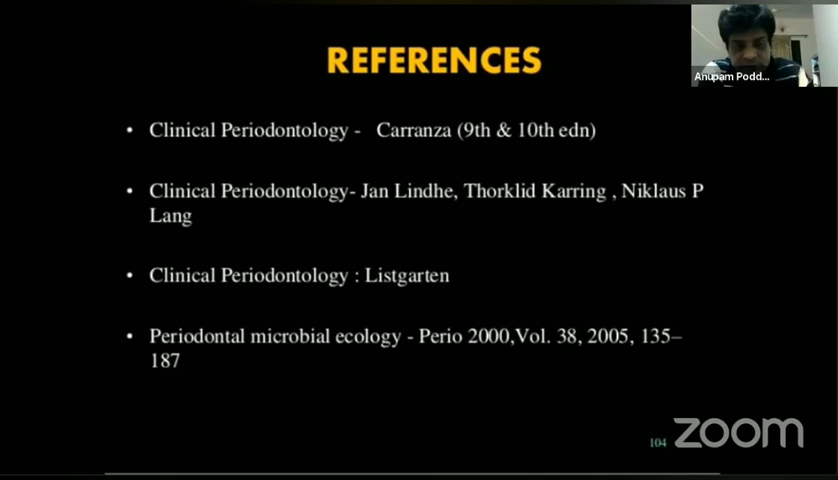 REFERENCES
Anupam Podd...
• Clinical Periodontology - Carranza (9th & 10th edn)
• Clinical Periodontology- Jan Lindhe, Thorklid Karring , Niklaus P
Lang
• Clinical Periodontology : Listgarten
• Periodontal microbial ecology - Perio 2000,Vol. 38, 2005, 135–
187
104
zoom